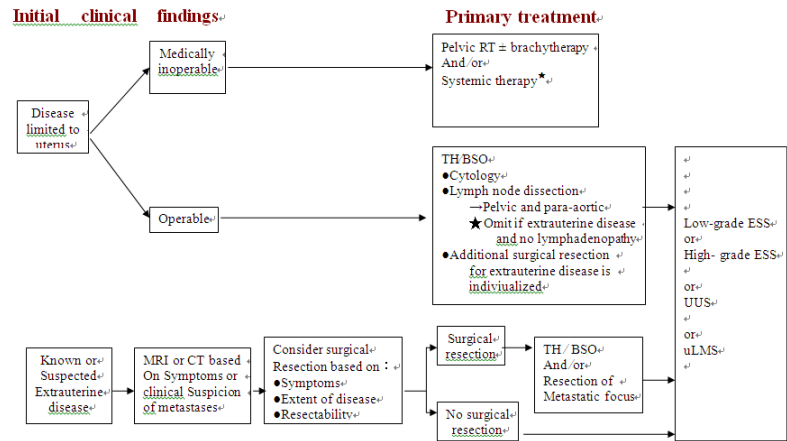 Initial clinical findings
Primary treatment
Medically
inoperable
Pelvic RT ± brachytherapy
And/or
Systemic therapy★
Disease
limited to
uterus
Operable
TH/BSO
●Cytology
●Lymph node dissection
→Pelvic and para-aortic
★Omit if extrauterine disease
and no lymphadenopathy
●Additional surgical resection
for extrauterine disease is
indiviualized
Low-grade ESS
or
High- grade ESS
or
UUS
or
uLMS
Known or
Suspected
Extrauterine
disease
MRI or CT based
On Symptoms or
clinical Suspicion
of metastases
Consider surgical
Resection based on：
●Symptoms
●Extent of disease
●Resectability
Surgical
resection
TH/ BSO
And/or
Resection of
Metastatic focus
No surgical
resection